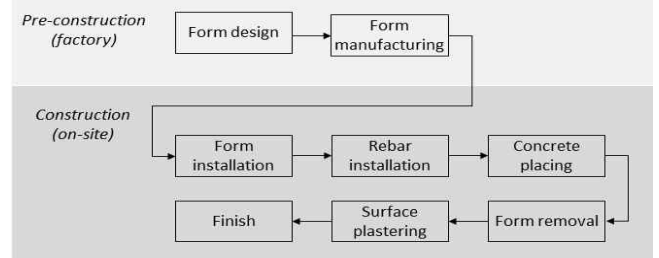 Pre-construction
(factory)
Form design
Form
manufacturing
Construction
(on-site)
Form
installation
Rebar
installation
Concrete
placing
Finish
Surface
plastering
Form removal